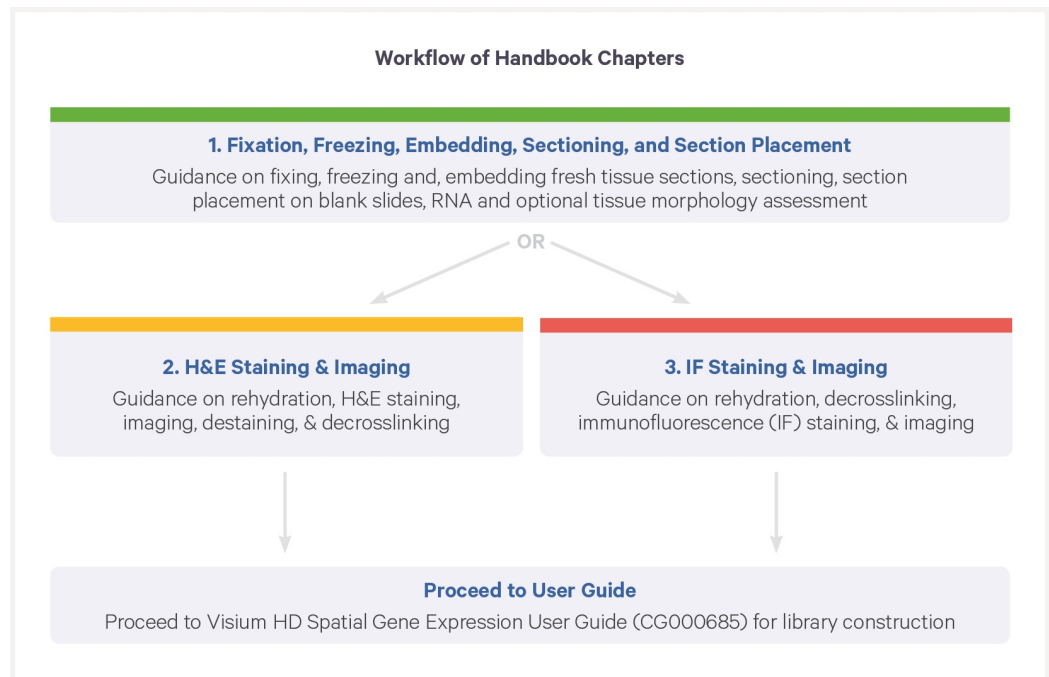 Workflow of Handbook Chapters
1. Fixation, Freezing, Embedding, Sectioning, and Section Placement
Guidance on fixing, freezing and, embedding fresh tissue sections, sectioning, section
placement on blank slides, RNA and optional tissue morphology assessment
OR
2. H&E Staining & Imaging
Guidance on rehydration, H&E staining,
imaging, destaining, & decrosslinking
3. IF Staining & Imaging
Guidance on rehydration, decrosslinking,
immunofluorescence (IF) staining, & imaging
Proceed to User Guide
Proceed to Visium HD Spatial Gene Expression User Guide (CG000685) for library construction